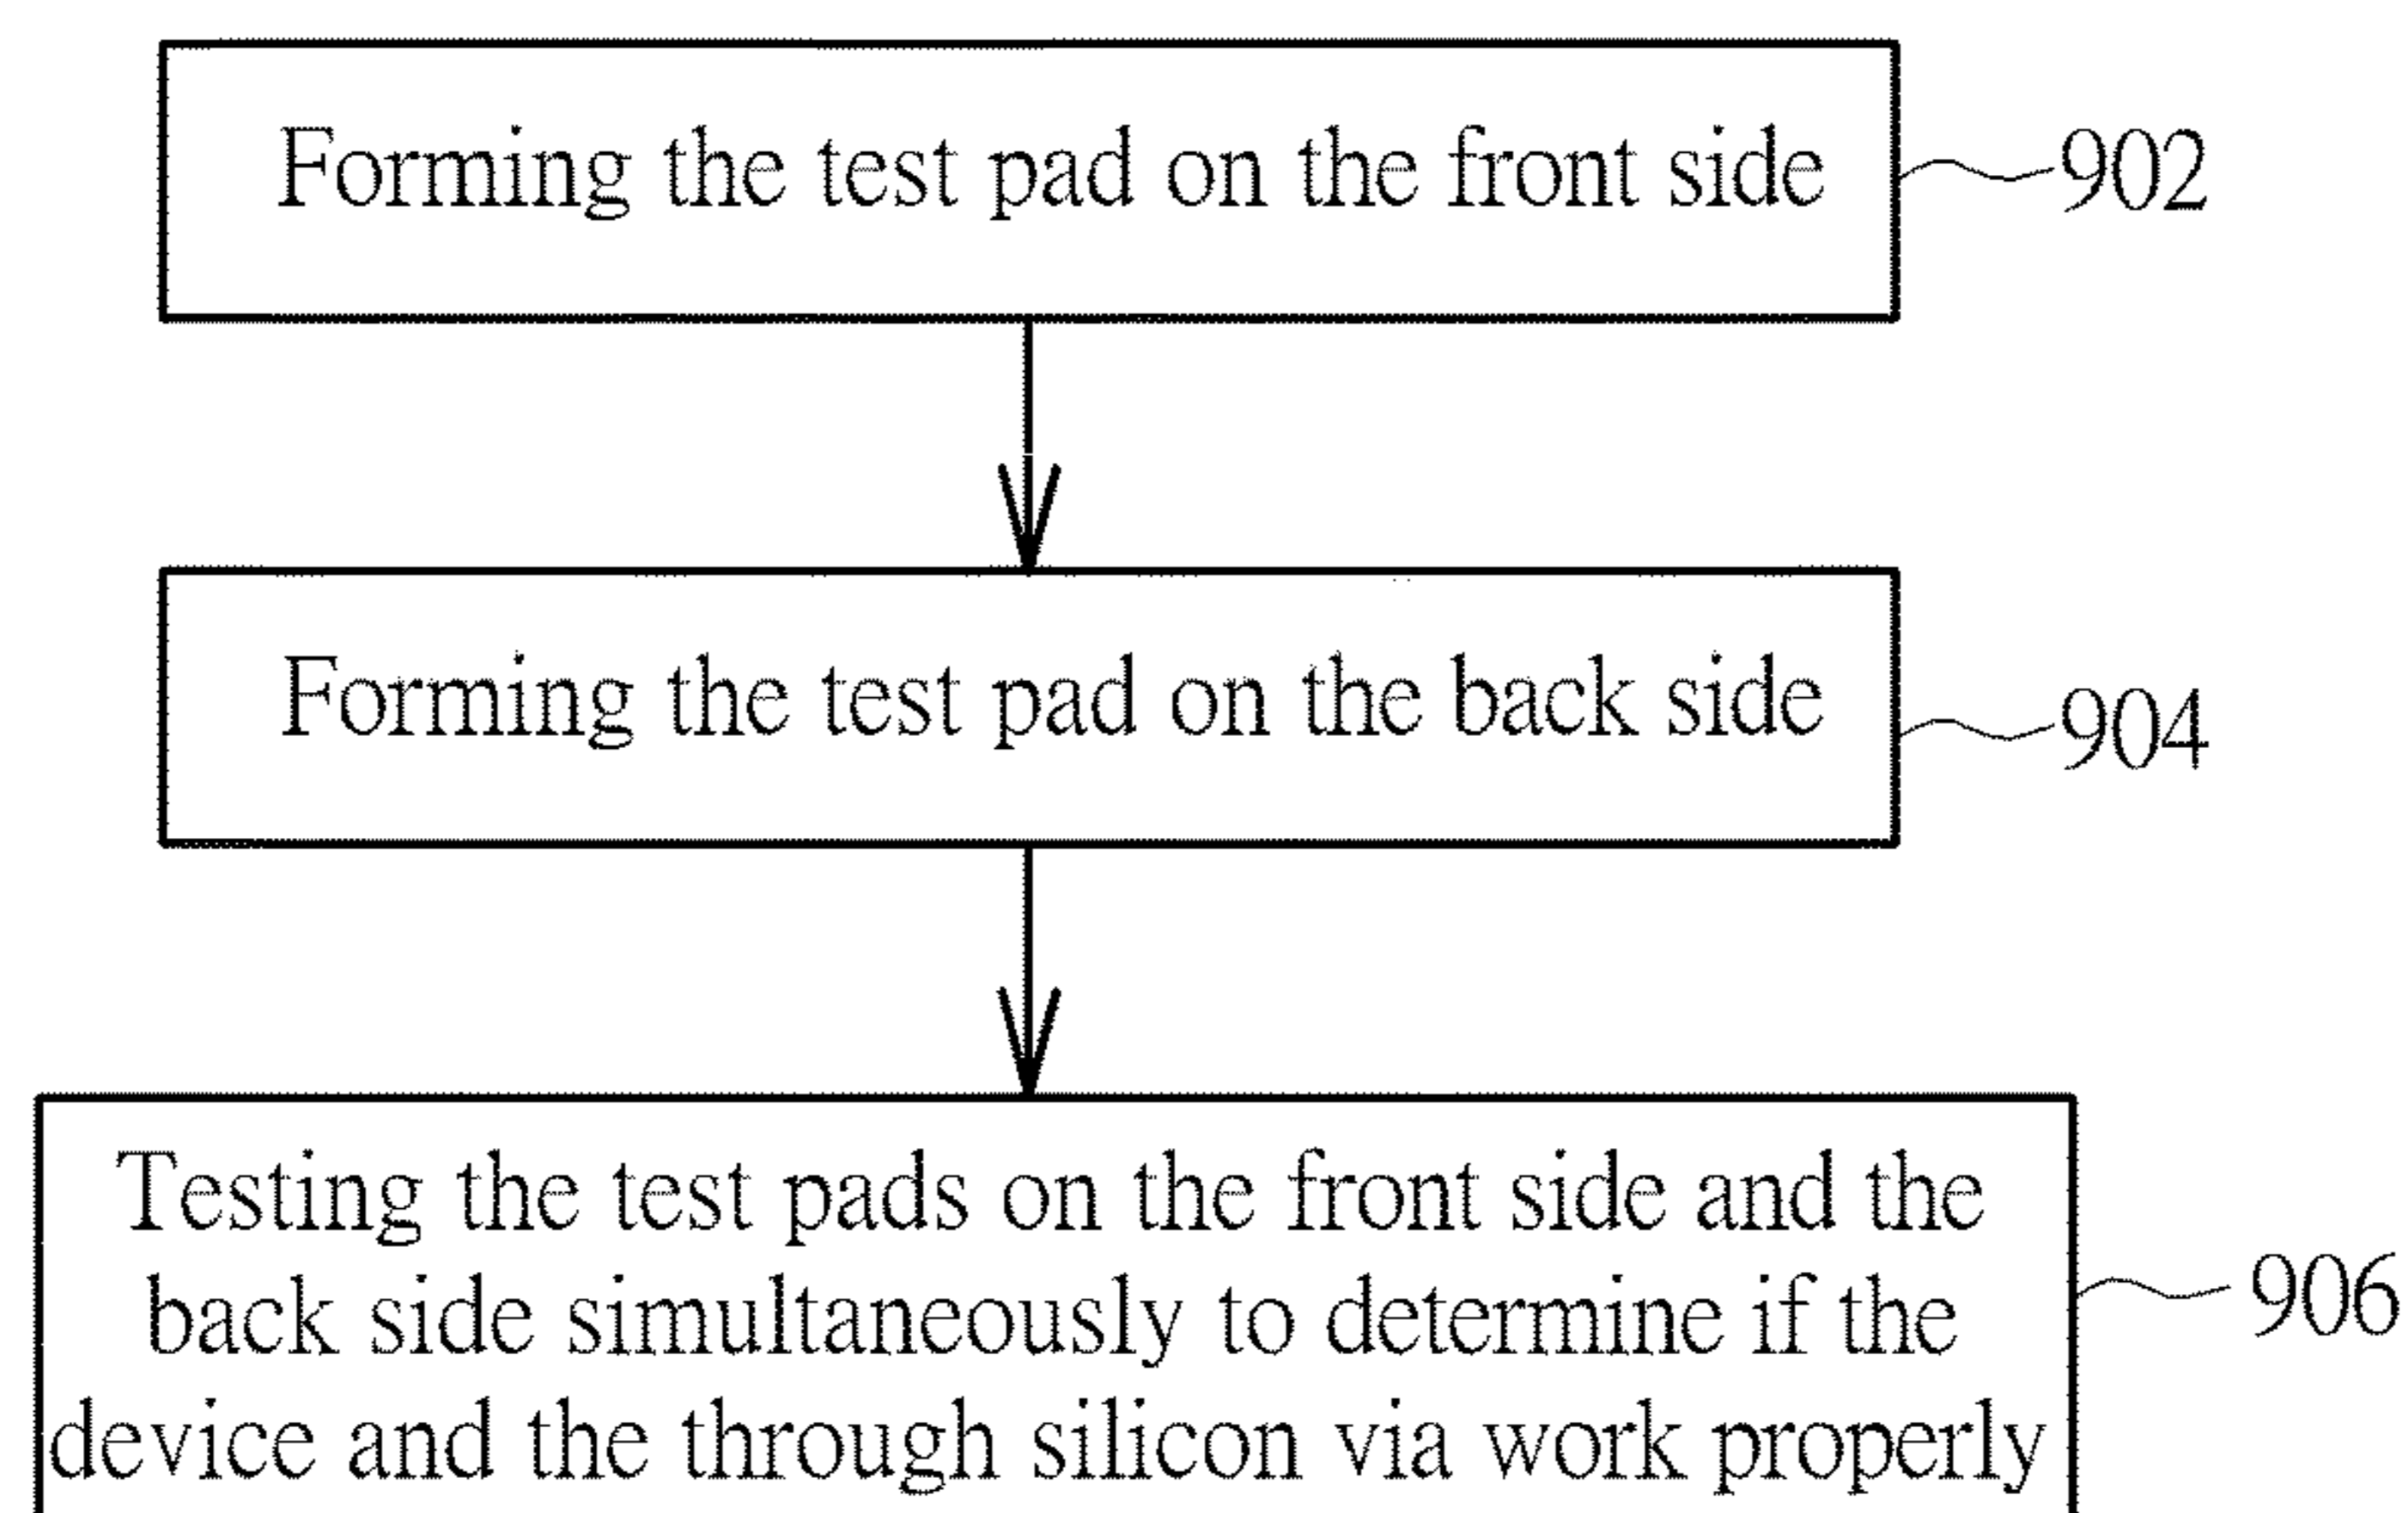 Forming the test pad on the front side
902
Forming the test pad on the back side
904
Testing the test pads on the front side and the
back side simultaneously to determine if the
device and the through silicon via work properly
906